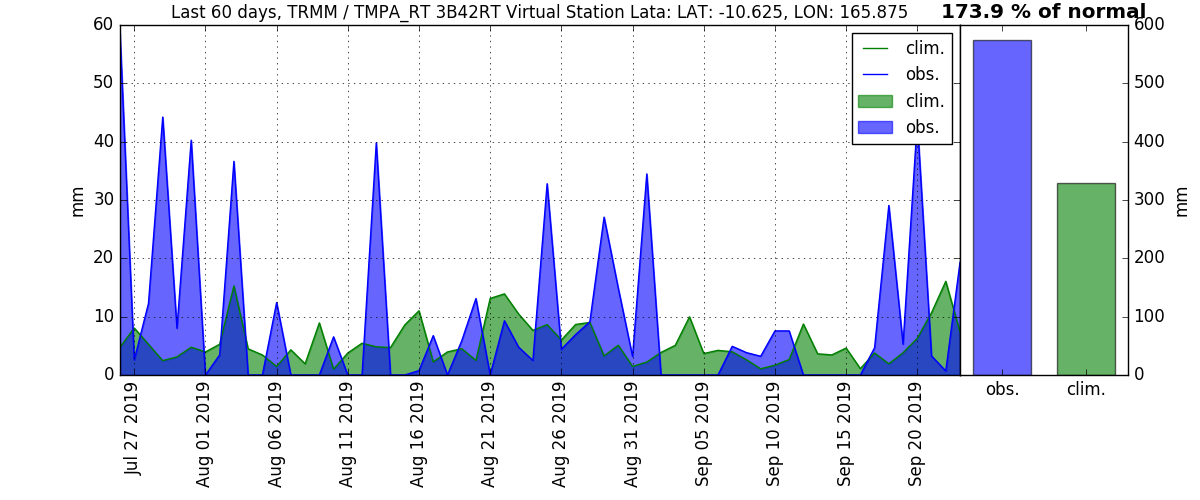 Last 60 days, TRMM / TMPA_RT 3B42RT Virtual Station Lata: LAT: -10.625, LON: 165.875
173.9 % of normal
60
50
40
30
20
10
0
mm
clim.
obs.
clim.
obs.
600
500
400
300
200
100
0
mm
obs.
clim.
Jul 27 2019
Aug 01 2019
Aug 06 2019
Aug 11 2019
Aug 16 2019
Aug 21 2019
Aug 26 2019
Aug 31 2019
Sep 05 2019
Sep 10 2019
Sep 15 2019
Sep 20 2019